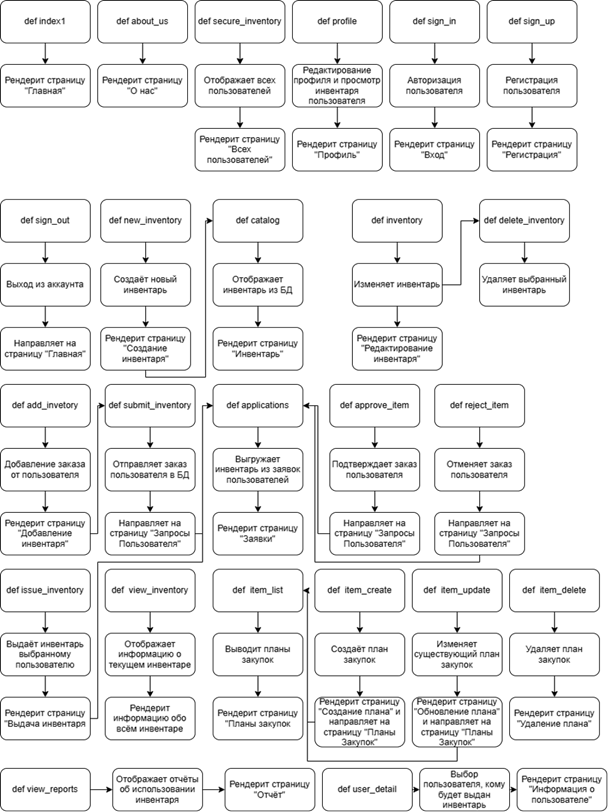 def index1
def about_us
def secure_inventory
def profile
def sign_in
def sign_up
Рендерит страницу
"Главная"
Рендерит страницу
"О нас"
Отображает всех
пользователей
Редактирование
профиля и просмотр
инвентаря
пользователя
Авторизация
пользователя
Регистрация
пользователя
Рендерит страницу
"Всех
пользователей"
Рендерит страницу
"Профиль"
Рендерит страницу
"Вход"
Рендерит страницу
"Регистрация"
def sign_out
def new_inventory
def catalog
def inventory
def delete_inventory
Выход из аккаунта
Создаёт новый
инвентарь
Отображает
инвентарь из БД
Изменяет инвентарь
Удаляет выбранный
инвентарь
Направляет на
страницу "Главная"
Рендерит страницу
"Создание
инвентаря"
Рендерит страницу
"Инвентарь"
Рендерит страницу
"Редактирование
инвентаря"
def add_invetory
def submit_inventory
def applications
def approve_item
def reject_item
Добавление заказа
от пользователя
Отправляет заказ
пользователя в БД
Выгружает
инвентарь из заявок
пользователей
Подтверждает заказ
пользователя
Отменяет заказ
пользователя
Рендерит страницу
"Добавление
инвентаря"
Направляет на
страницу "Запросы
Пользователя"
Рендерит страницу
"Заявки"
Направляет на
страницу "Запросы
Пользователя"
Направляет на
страницу "Запросы
Пользователя"
def issue_inventory
def view_inventory
def item_list
def item_create
def item_update
def item_delete
Выдаёт инвентарь
выбранному
пользователю
Отображает
информацию о
текущем инвентаре
Выводит планы
закупок
Создаёт план
закупок
Изменяет
существующий план
закупок
Удаляет план
закупок
Рендерит страницу
"Выдача инвентаря
Рендерит
информацию обо
всём инвентаре
Рендерит страницу
"Планы закупок
Рендерит страницу
"Создание плана" и
направляет на
страницу "Планы
Закупок"
Рендерит страницу
"Обновление плана"
и направляет на
страницу "Планы
Закупок"
Рендерит страницу
"Удаление плана"
def view_reports
Отображает отчёты
об использовании
инвентаря
Рендерит страницу
"Отчёт"
def user_detail
Выбор
пользователя, кому
будет выдан
инвентарь
Рендерит страницу
"Информация о
пользователе"